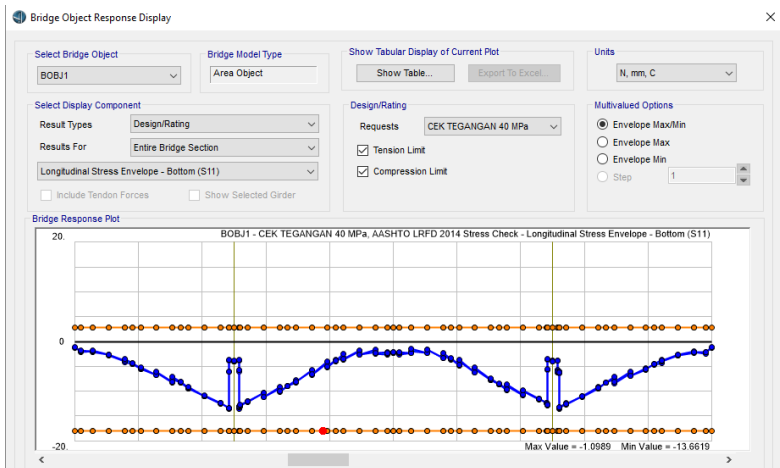 Bridge Object Response Display
Select Bridge Object
BOBJ1
Bridge Model Type
Area Object
Show Tabular Display of Current Plot
Show Table...
Export To Excel...
Units
N, mm, C
Select Display Component
Result Types
Design/Rating
Results For
Entire Bridge Section
Longitudinal Stress Envelope - Bottom (S11)
Include Tendon Forces
Show Selected Girder
Design/Rating
Requests
CEK TEGANGAN 40 MPa
Tension Limit
Compression Limit
Multivalued Options
Envelope Max/Min
Envelope Max
Envelope Min
Step
1
Bridge Response Plot
20.
BOBJ1 - CEK TEGANGAN 40 MPa, AASHTO LRFD 2014 Stress Check - Longitudinal Stress Envelope - Bottom (S11)
0
-20.
Max Value = -1.0989 Min Value = -13.6619